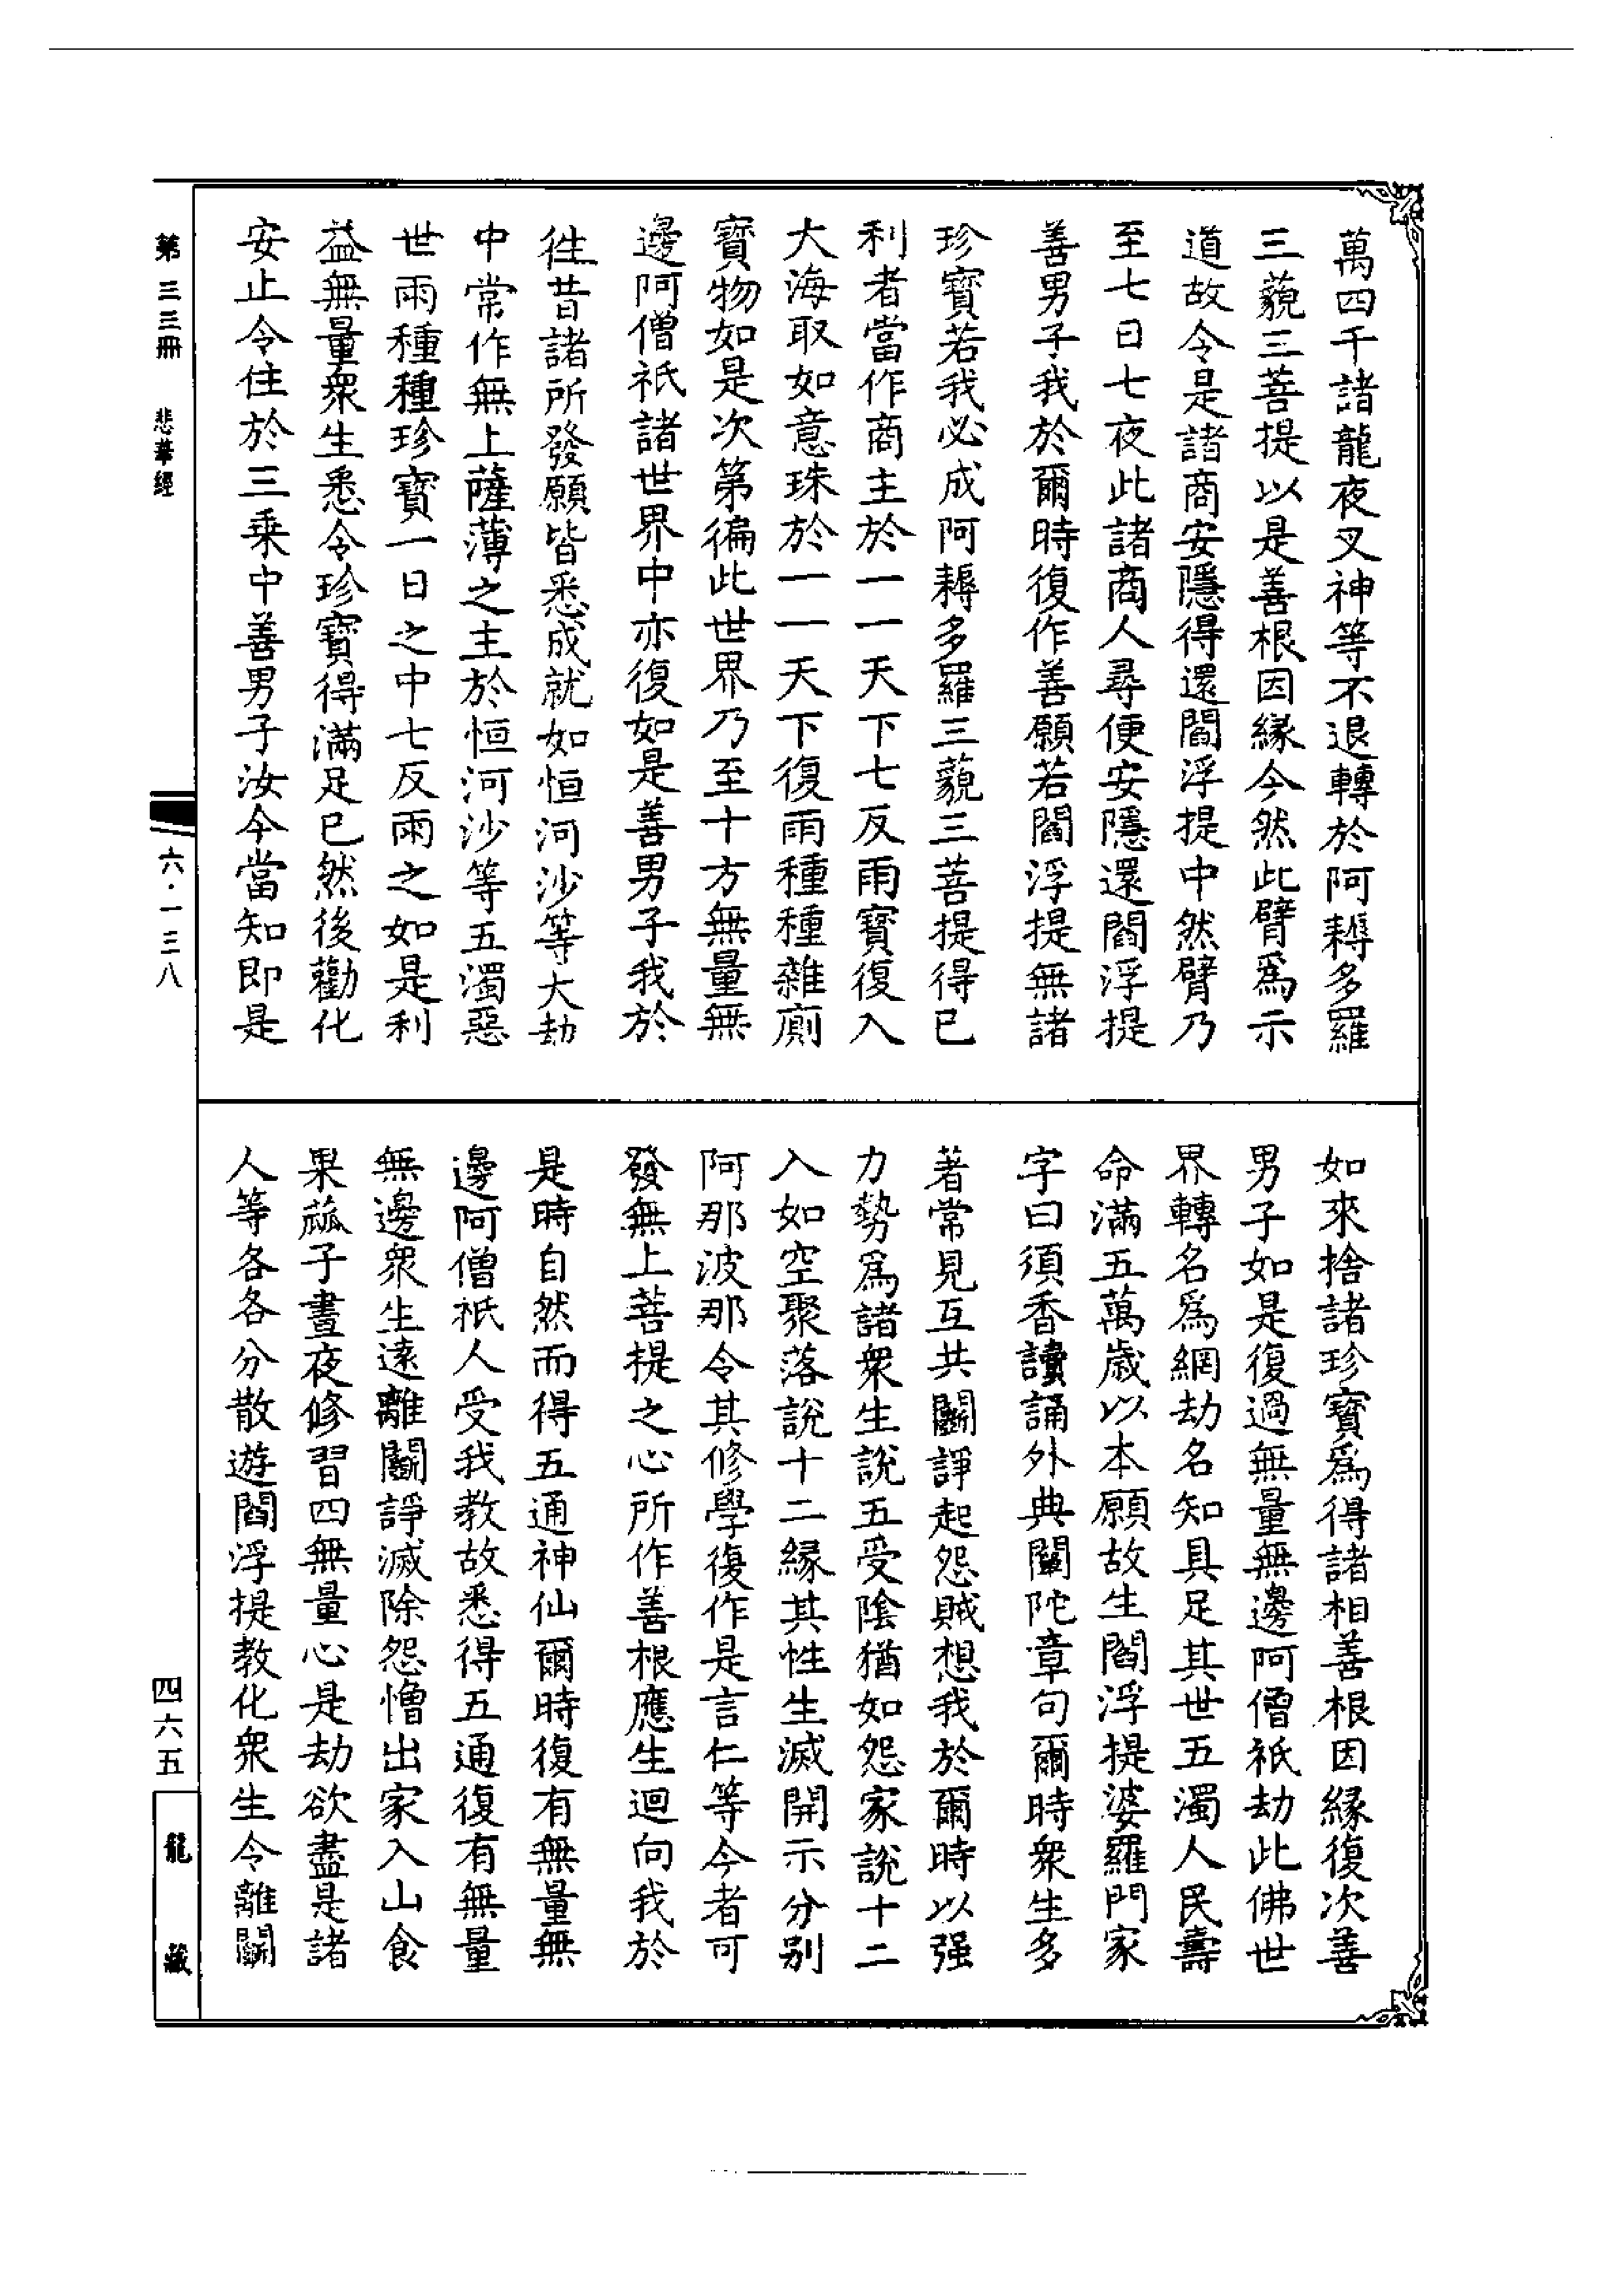 萬四千諸龍夜叉神等不退轉於阿耨多羅
三藐三菩提以是善根因緣今然此臂爲示
道故令是諸商安隱得還閻浮提中然臂乃
至七日七夜此諸商人尋便安隱還閻浮提
善男子我於爾時復作善願若閻浮提無諸
珍寶若我必成阿耨多羅三藐三菩提得已
利者當作商主於一一天下七反雨寶復入
大海取如意珠於一一天下復雨種種雜廁
寶物如是次第徧此世界乃至十方無量無
邊阿僧祇諸世界中亦復如是善男子我於
往昔諸所發願皆悉成就如恒河沙等大劫
中常作無上薩薄之主於恒河沙等五濁惡
世雨種種珍寶一日之中七反雨之如是利
益無量衆生悉令珍寶得滿足已然後勸化
安止令住於三乘中善男子汝今當知即是
如來捨諸珍寶爲得諸相善根因緣復次善
男子如是復過無量無邊阿僧祇劫此佛世
界轉名爲網劫名知具足其世五濁人民壽
命滿五萬歲以本願故生閻浮提婆羅門家
字曰須香讀誦外典闡陀章句爾時衆生多
著常見互共鬭諍起怨賊想我於爾時以强
力勢爲諸衆生說五受陰猶如怨家說十二
入如空聚落說十二緣其性生滅開示分别
阿那波那令其修學復作是言仁等今者可
發無上菩提之心所作善根應生迴向我於
是時自然而得五通神仙爾時復有無量無
邊阿僧祇人受我教故悉得五通復有無量
無邊衆生遠離鬭諍滅除怨憎出家入山食
果蓏子晝夜修習四無量心是劫欲盡是諸
人等各各分散遊閻浮提教化衆生令離鬭
第三三冊　悲華經
六·一三八
四六五
龍藏